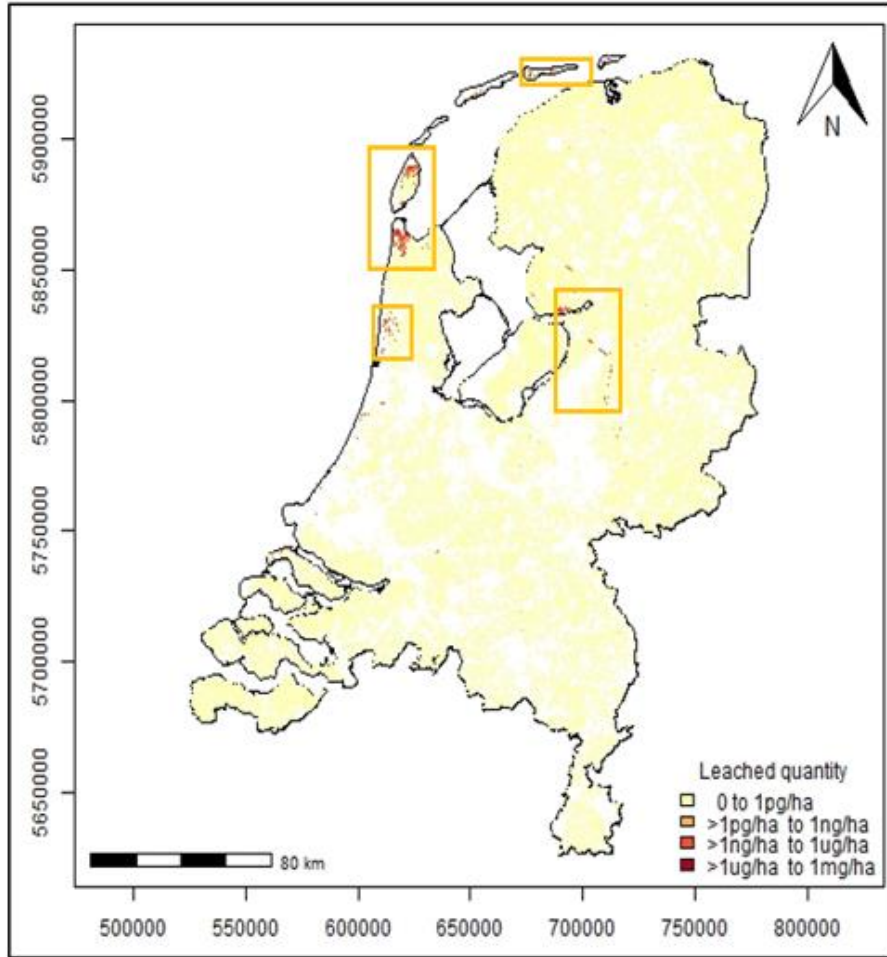 N
5900000
5850000
5800000
5750000
5700000
5650000
Leached quantity
0 to 1pg/ha
>1pg/ha to 1ng/ha
>1ng/ha to 1ug/ha
>1ug/ha to 1mg/ha
80 km
500000 550000 600000 650000 700000 750000 800000